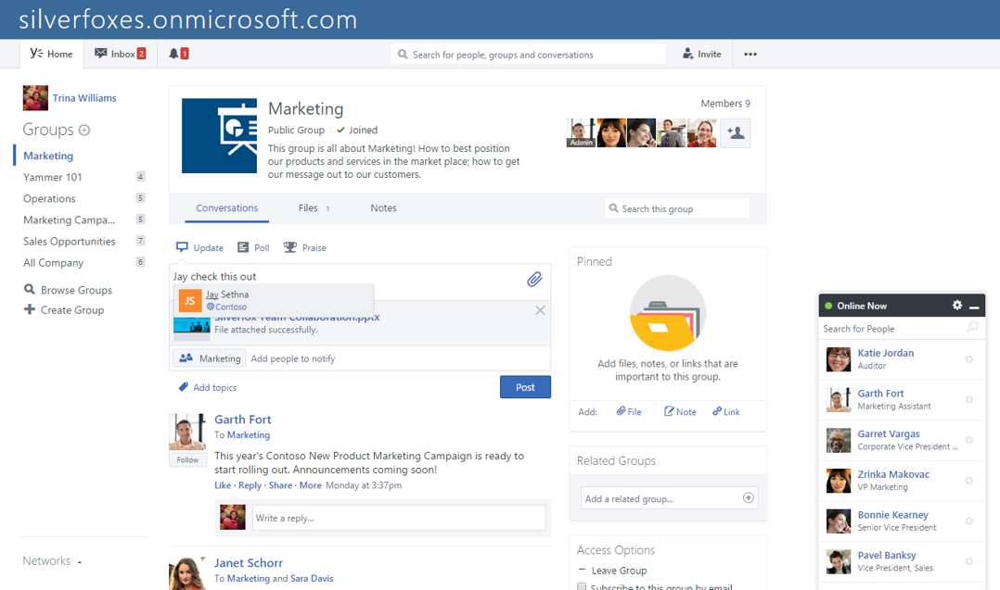 silverfoxes.onmicrosoft.com
Home
Inbox 2
1
Search for people, groups and conversations
Invite
Trina Williams
Groups
Marketing
Yammer 101 4
Operations 5
Marketing Campa... 5
Sales Opportunities 7
All Company 6
Browse Groups
Create Group
Networks
Marketing
Public Group Joined
This group is all about Marketing! How to best position
our products and services in the market place; how to get
our message out to our customers.
Members 9
Admin
Conversations Files 1 Notes
Search this group
Update Poll Praise
Jay check this out
JS
Jay Sethna
@Contoso
Silverfox Team Collaboration.pptx
File attached successfully.
Marketing Add people to notify
Add topics
Post
Garth Fort
To Marketing
Follow
This year's Contoso New Product Marketing Campaign is ready to
start rolling out. Announcements coming soon!
Like · Reply · Share · More Monday at 3:37pm
Write a reply...
Janet Schorr
To Marketing and Sara Davis
Pinned
Add files, notes, or links that are
important to this group.
Add: File Note Link
Related Groups
Add a related group...
Access Options
Leave Group
Subscribe to this group by email
Online Now
Search for People
Katie Jordan
Auditor
Garth Fort
Marketing Assistant
Garret Vargas
Corporate Vice President ...
Zrinka Makovac
VP Marketing
Bonnie Kearney
Senior Vice President
Pavel Bansky
Vice President, Sales